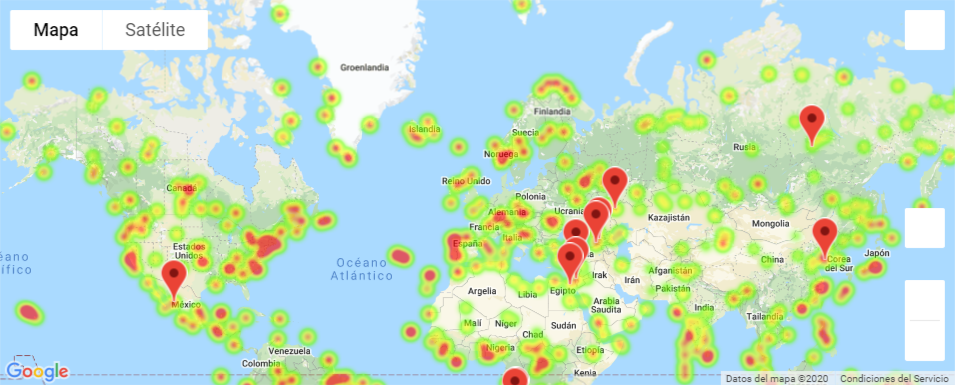 Mapa
Satélite
Groenlandia
Islandia
Finlandia
Suecia
Noruega
Rusia
Canadá
Reino Unido
Polonia
Alemania
Ucrania
Kazajistán
Mongolia
Francia
Italia
España
Estados
Unidos
Océano
Atlántico
China
Corea
del Sur
Japón
Afganistán
Pakistán
Irak
Irán
Argelia
Libia
Egipto
Arabia
Saudita
India
Tailandia
México
Malí
Níger
Chad
Sudán
Nigeria
Etiopía
Kenia
Venezuela
Colombia
Google
Datos del mapa ©2020
Condiciones del Servicio